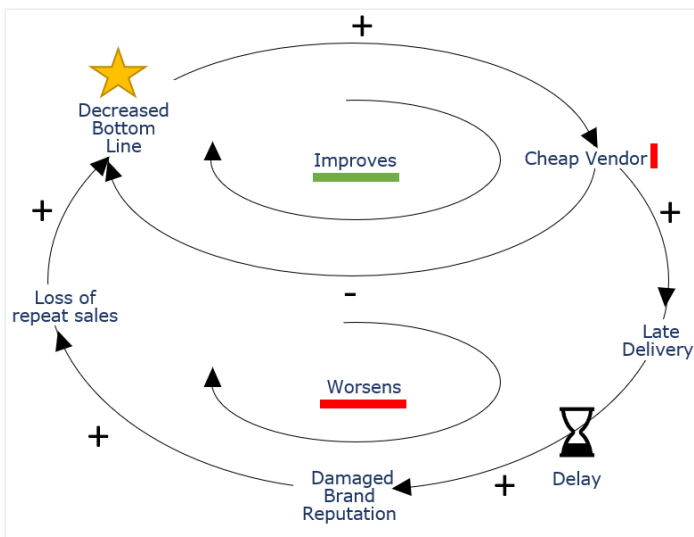 +
Decreased
Bottom
Line
Improves
Cheap Vendor
+
+
-
Loss of
repeat sales
Late
Delivery
Worsens
+
Damaged
Brand
Reputation
+
Delay